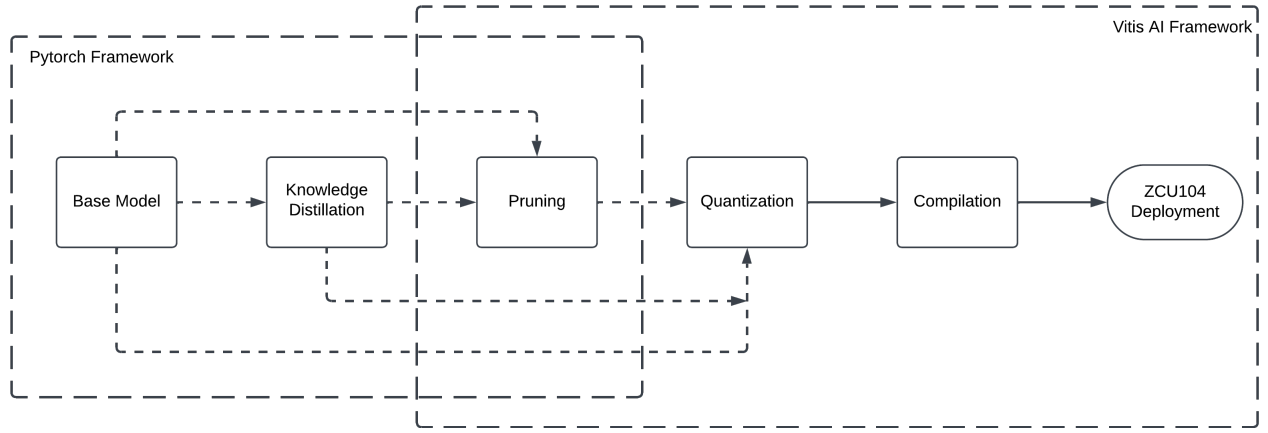 Vitis AI Framework
Pytorch Framework
Base Model
Knowledge
Distillation
Pruning
Quantization
Compilation
ZCU104
Deployment